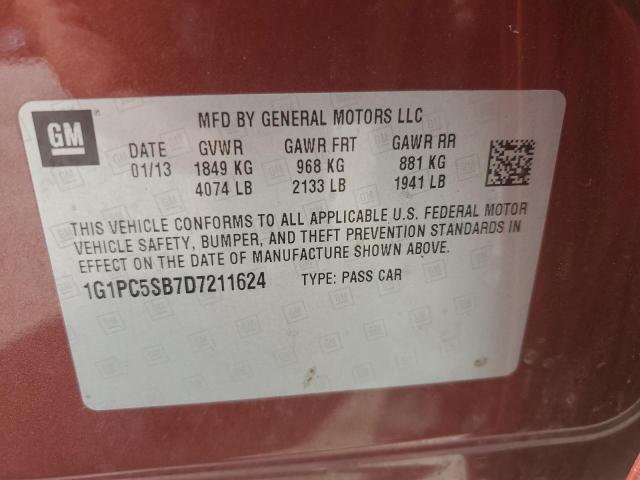 GM
MFD BY GENERAL MOTORS LLC
DATE GVWR GAWR FRT GAWR RR
01/13 1849 KG 968 KG 881 KG
4074 LB 2133 LB 1941 LB
THIS VEHICLE CONFORMS TO ALL APPLICABLE U.S. FEDERAL MOTOR
VEHICLE SAFETY, BUMPER, AND THEFT PREVENTION STANDARDS IN
EFFECT ON THE DATE OF MANUFACTURE SHOWN ABOVE.
1G1PC5SB7D7211624 TYPE: PASS CAR